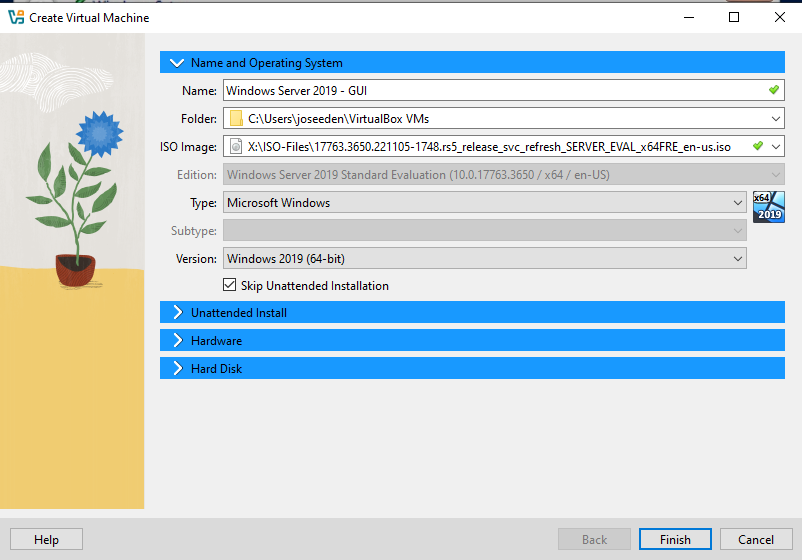 Create Virtual Machine
Name and Operating System
Name: Windows Server 2019 - GUI
Folder: C:\Users\joseeden\VirtualBox VMs
ISO Image: X:\ISO-Files\17763.3650.221105-1748.rs5_release_svc_refresh_SERVER_EVAL_x64FRE_en-us.iso
Edition: Windows Server 2019 Standard Evaluation (10.0.17763.3650 / x64 / en-US)
Type: Microsoft Windows
x64
2019
Subtype:
Version: Windows 2019 (64-bit)
Skip Unattended Installation
Unattended Install
Hardware
Hard Disk
Help Back Finish Cancel